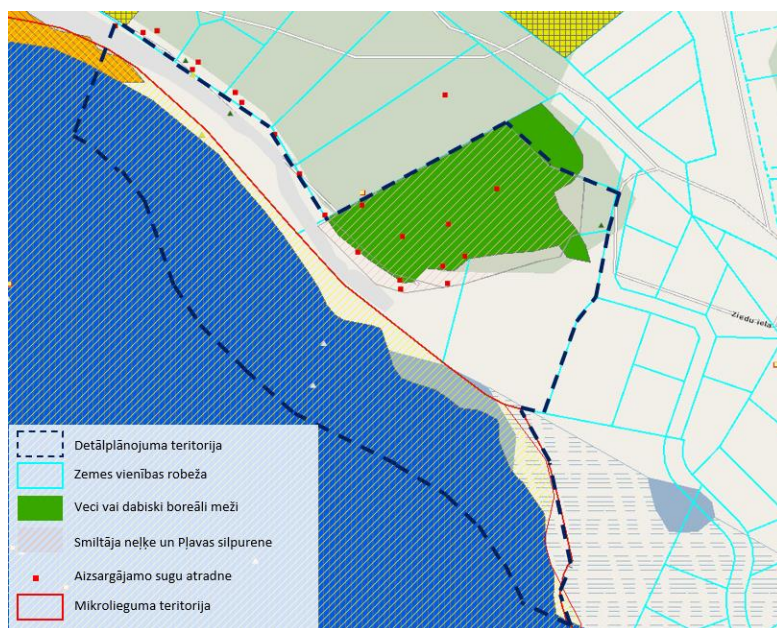 Ziedu iela
Detālplānojuma teritorija
Zemes vienības robeža
Veci vai dabiski boreāli meži
Smiltāja neļķe un Pļavas silpurene
Aizsargājamo sugu atradne
Mikrolieguma teritorija